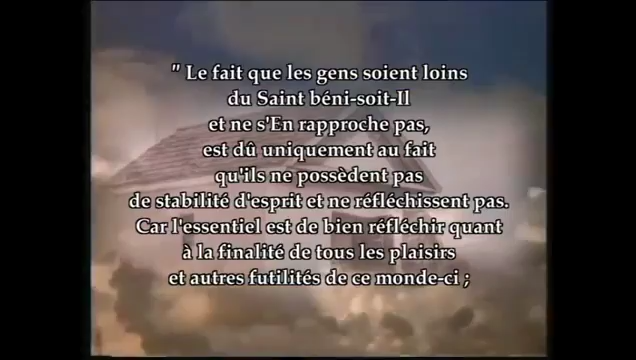 " Le fait que les gens soient loins
du Saint béni-soit-Il
et ne s'En rapproche pas,
est dû uniquement au fait
qu'ils ne possèdent pas
de stabilité d'esprit et ne réfléchissent pas.
Car l'essentiel est de bien réfléchir quant
à la finalité de tous les plaisirs
et autres futilités de ce monde-ci ;